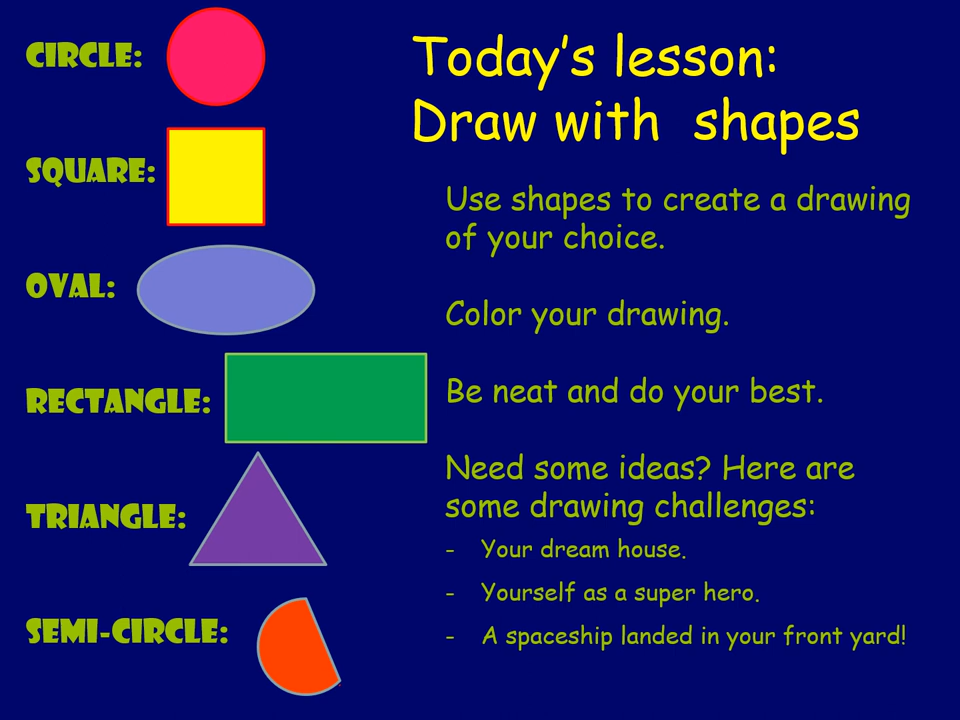 CIRCLE:
SQUARE:
OVAL:
RECTANGLE:
TRIANGLE:
SEMI-CIRCLE:
Today's lesson:
Draw with shapes
Use shapes to create a drawing
of your choice.
Color your drawing.
Be neat and do your best.
Need some ideas? Here are
some drawing challenges:
- Your dream house.
- Yourself as a super hero.
- A spaceship landed in your front yard!